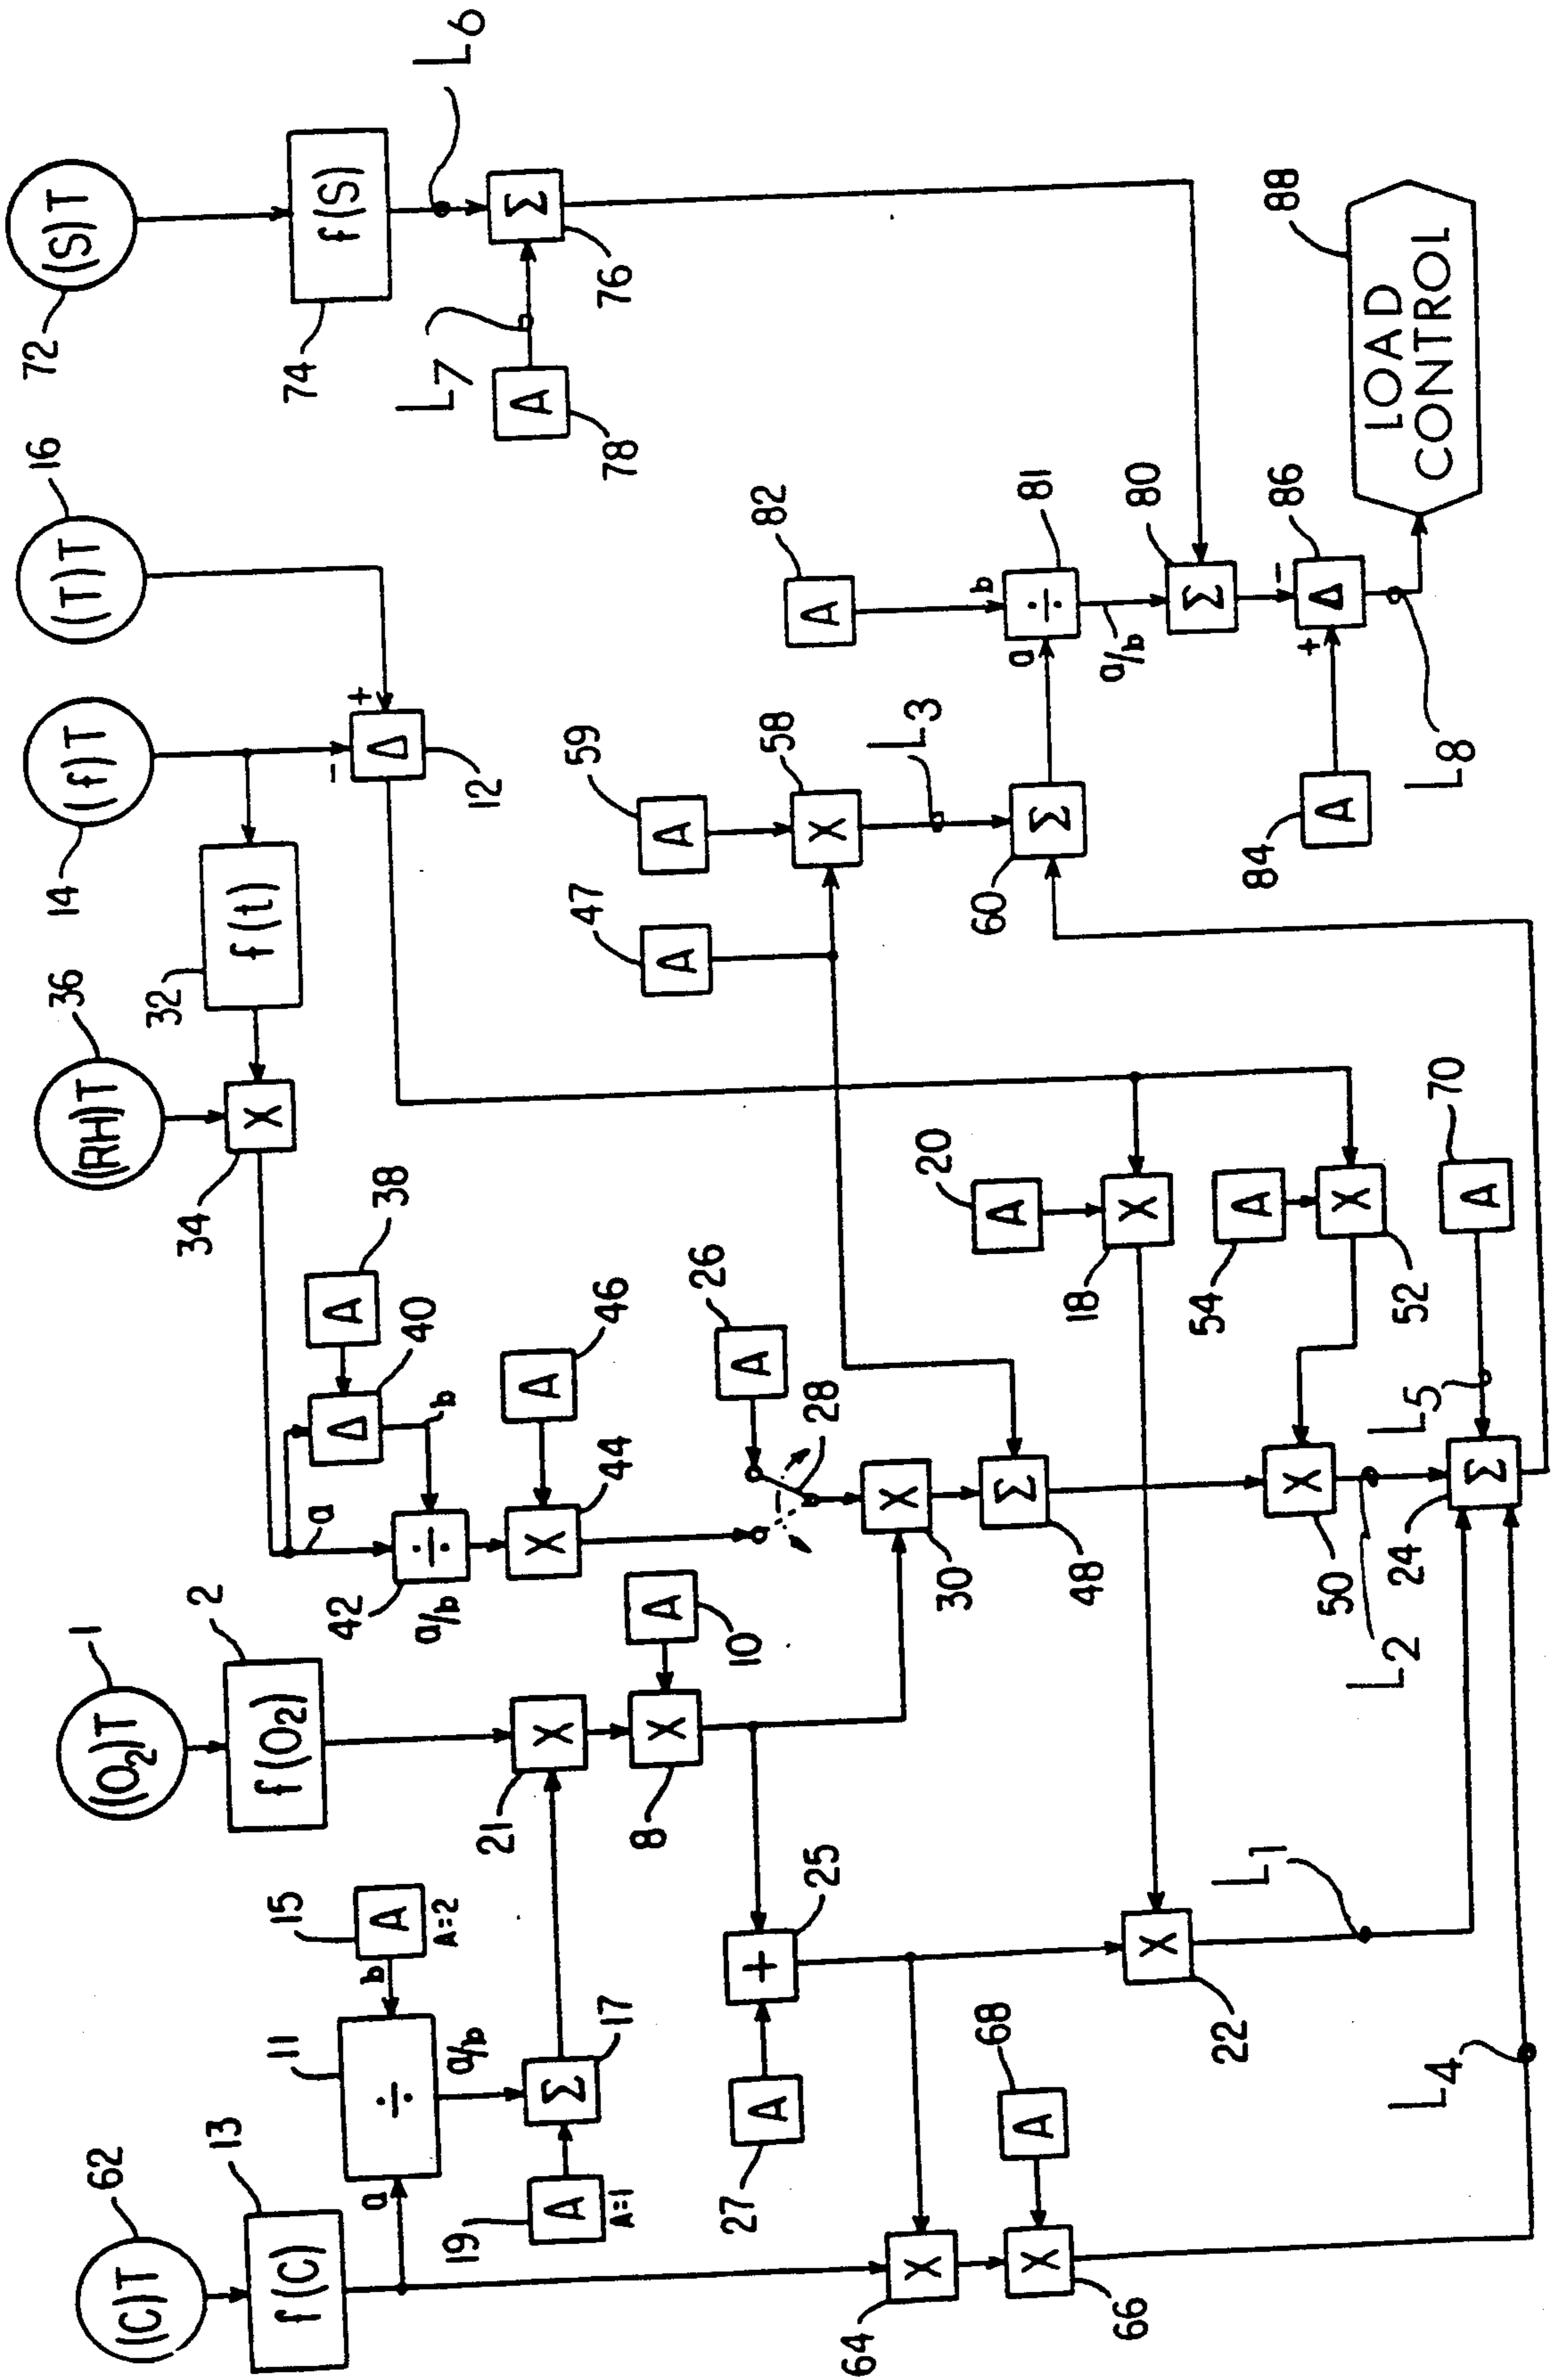 62
(C)T
13
f(C)
1
(O₂)T
2
f(O₂)
36
(RH)T
34
X
14
(f)T
32
f(t)
16
(T)T
12
Δ
−
+
72
(S)T
74
f(S)
L6
Σ
76
L7
A
78
11
÷
a
b
a/b
15
A
A=2
17
Σ
19
A
A=1
21
X
8
X
A
10
a
42
÷
a/b
b
Δ
40
A
38
X
44
A
46
26
A
28
30
X
48
Σ
47
A
59
A
58
X
L3
60
Σ
82
A
81
÷
a
b
a/b
80
Σ
86
Δ
+
−
84
A
L8
88
LOAD
CONTROL
25
+
27
A
64
X
66
X
68
A
22
X
L1
L4
20
A
18
X
54
A
52
X
50
X
L2
24
Σ
L5
70
A